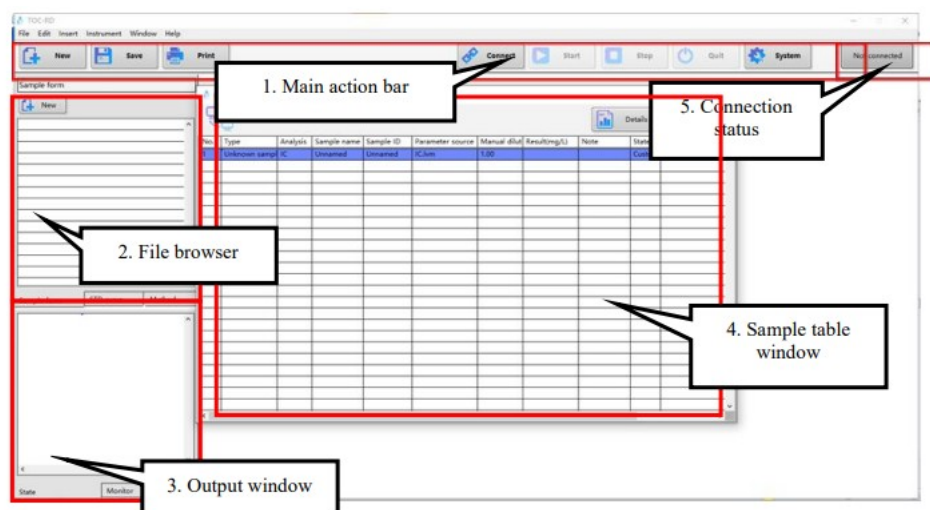 TOC-RD
File Edit Insert Instrument Window Help
New Save Print Connect Start Stop Quit System Not connected
1. Main action bar
5. Connection
status
Sample form
New
Details
No. Type Analysis Sample name Sample ID Parameter source Manual dilut Result(mg/L) Note State
1 Unknown sampl IC Unnamed Unnamed IC.lvm 1.00
2. File browser
4. Sample table
window
3. Output window
State Monitor